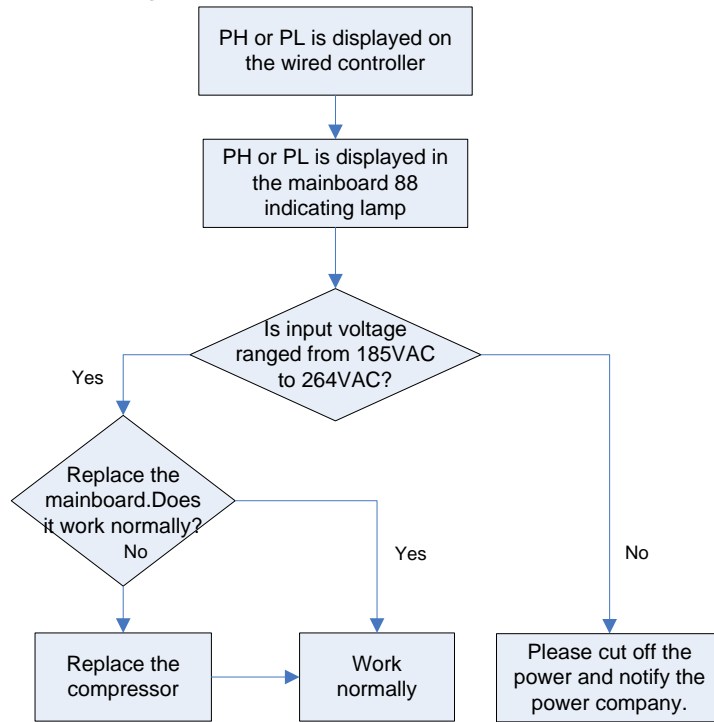 PH or PL is displayed on
the wired controller
PH or PL is displayed in
the mainboard 88
indicating lamp
Is input voltage
ranged from 185VAC
to 264VAC?
Yes
Replace the
mainboard.Does
it work normally?
No
Yes
No
Replace the
compressor
Work
normally
Please cut off the
power and notify the
power company.